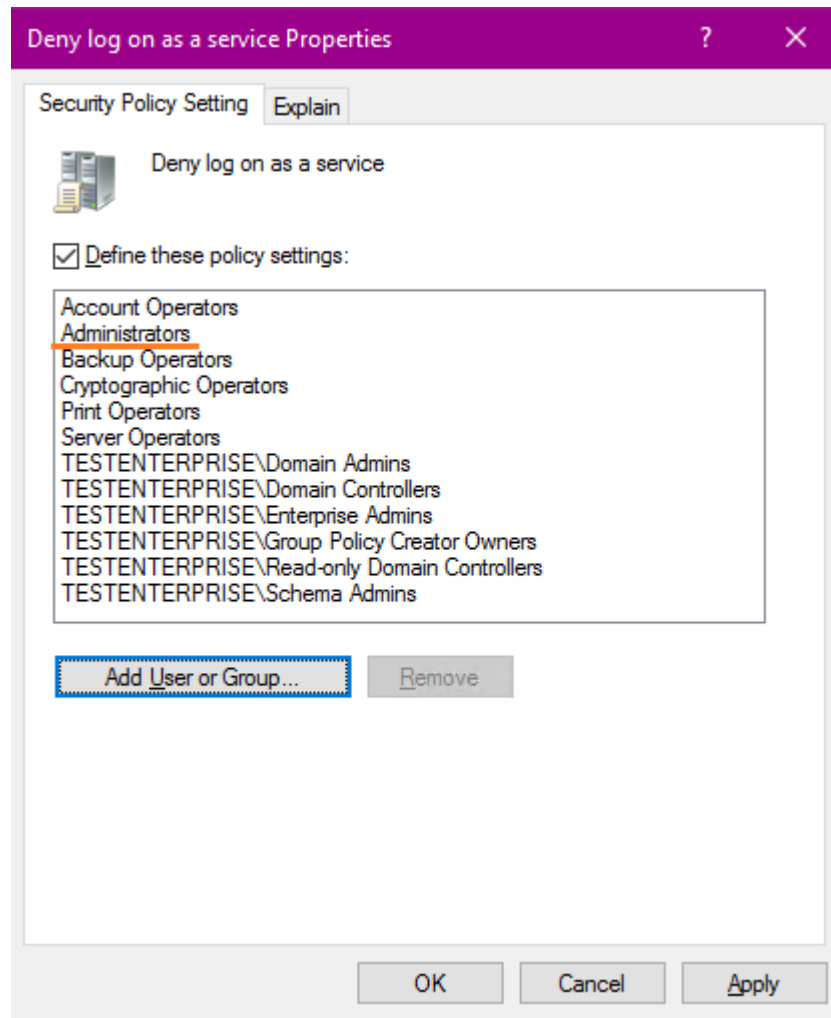 Deny log on as a service Properties ? ×
Security Policy Setting Explain
Deny log on as a service
Define these policy settings:
Account Operators
Administrators
Backup Operators
Cryptographic Operators
Print Operators
Server Operators
TESTENTERPRISE\Domain Admins
TESTENTERPRISE\Domain Controllers
TESTENTERPRISE\Enterprise Admins
TESTENTERPRISE\Group Policy Creator Owners
TESTENTERPRISE\Read-only Domain Controllers
TESTENTERPRISE\Schema Admins
Add User or Group... Remove
OK Cancel Apply